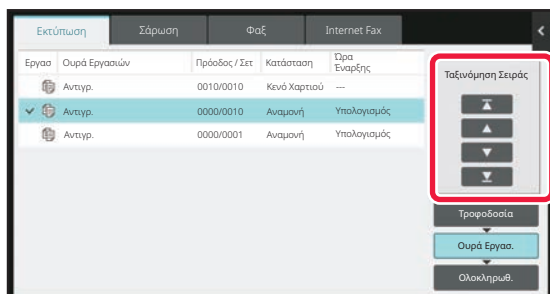 Εκτύπωση Σάρωση Φαξ Internet Fax
Εργασ Ουρά Εργασιών Πρόοδος / Σετ Κατάσταση Ώρα Έναρξης
Αντιγρ. 0010/0010 Κενό Χαρτιού ---
Αντιγρ. 0000/0010 Αναμονή Υπολογισμός
Αντιγρ. 0000/0001 Αναμονή Υπολογισμός
Ταξινόμηση Σειράς
Τροφοδοσία
Ουρά Εργασ.
Ολοκληρωθ.